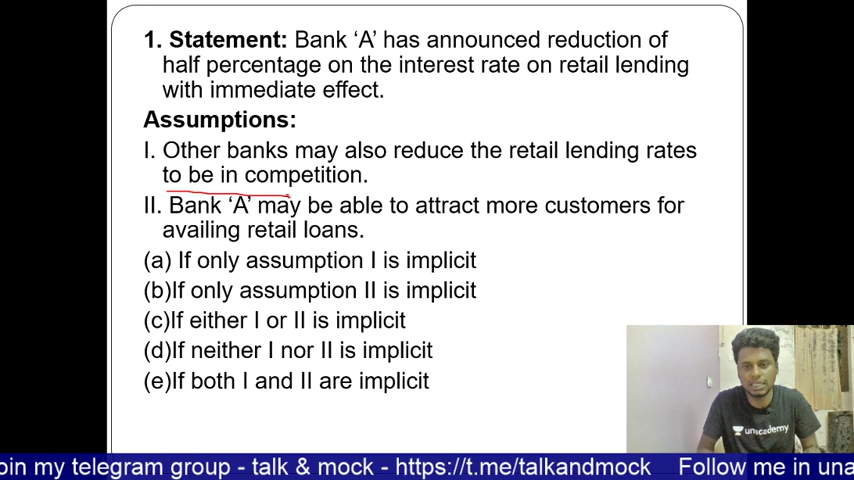 1. Statement: Bank ‘A’ has announced reduction of
half percentage on the interest rate on retail lending
with immediate effect.
Assumptions:
I. Other banks may also reduce the retail lending rates
to be in competition.
II. Bank ‘A’ may be able to attract more customers for
availing retail loans.
(a) If only assumption I is implicit
(b)If only assumption II is implicit
(c)If either I or II is implicit
(d)If neither I nor II is implicit
(e)If both I and II are implicit
unacademy
oin my telegram group - talk & mock - https://t.me/talkandmock Follow me in una